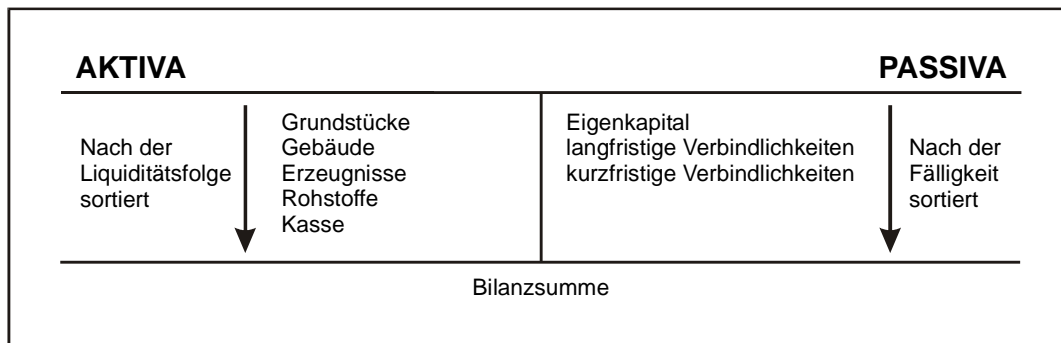 AKTIVA
PASSIVA
Nach der
Liquiditätsfolge
sortiert
Grundstücke
Gebäude
Erzeugnisse
Rohstoffe
Kasse
Eigenkapital
langfristige Verbindlichkeiten
kurzfristige Verbindlichkeiten
Nach der
Fälligkeit
sortiert
Bilanzsumme